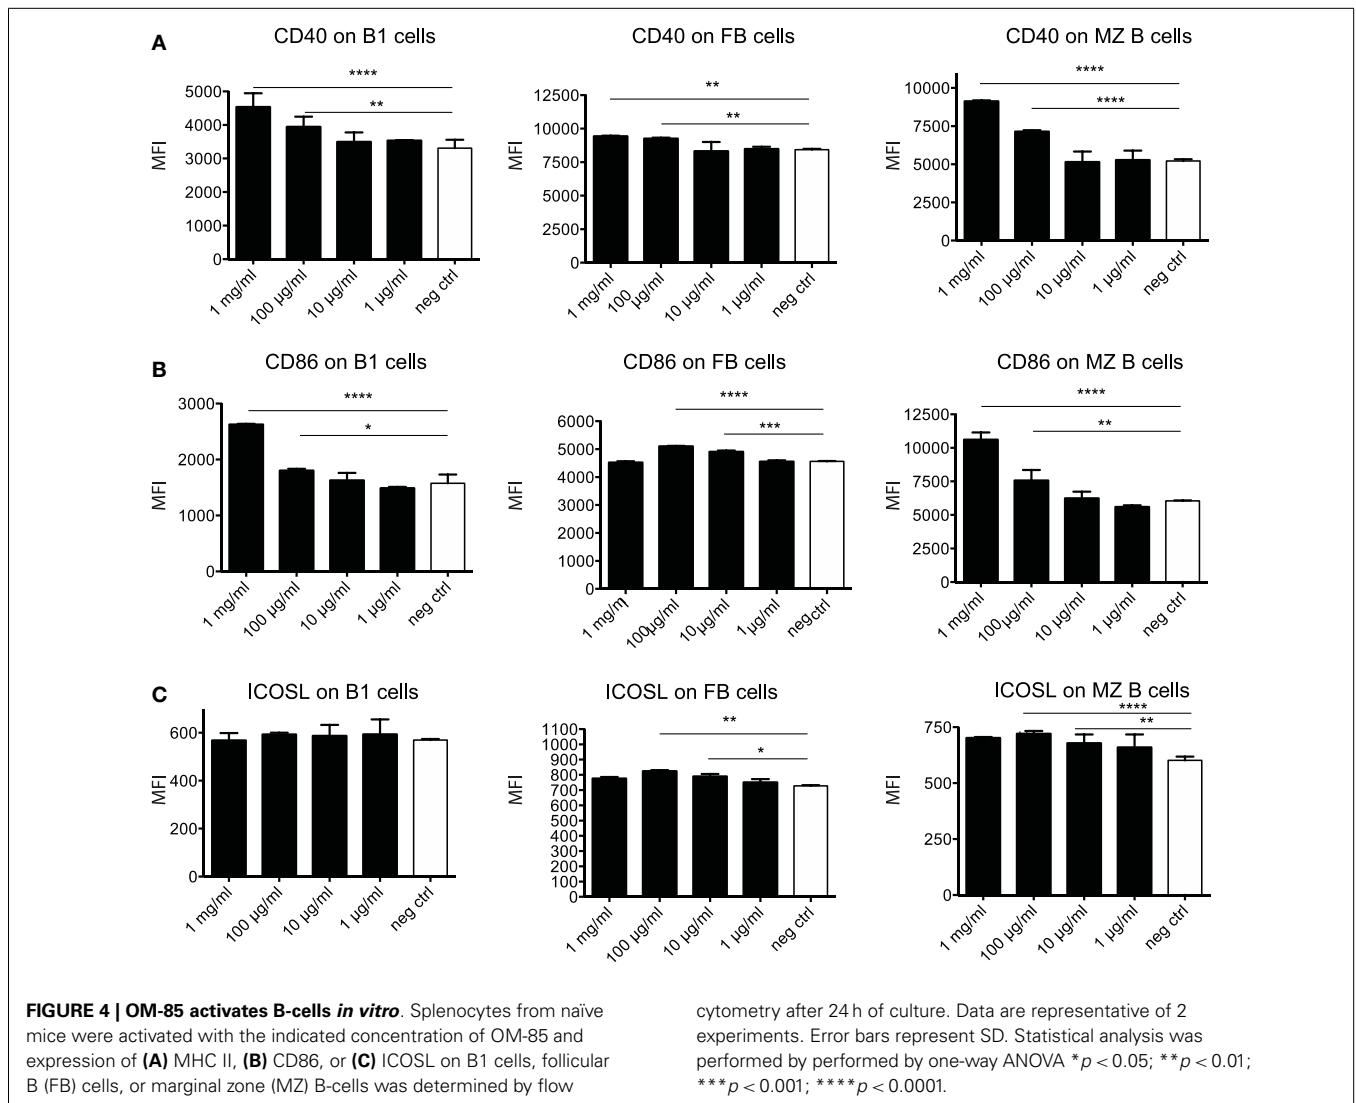 A
CD40 on B1 cells
****
**
5000
4000
3000
2000
1000
0
MFI
1 mg/ml
100 µg/ml
10 µg/ml
1 µg/ml
neg ctrl
CD40 on FB cells
**
**
12500
10000
7500
5000
2500
0
MFI
1 mg/ml
100
µg/ml
10 µg/ml
1 µg/ml
neg ctrl
CD40 on MZ B cells
****
****
10000
7500
5000
2500
0
MFI
1 mg/ml
100 µg/ml
10 µg/ml
1 µg/ml
neg ctrl
B
CD86 on B1 cells
****
*
3000
2000
1000
0
MFI
1 mg/ml
100 µg/ml
10 µg/ml
1 µg/ml
neg ctrl
CD86 on FB cells
****
***
6000
5000
4000
3000
2000
1000
0
MFI
1 mg/ml
100µg/ml
10 µg/ml
1 µg/ml
neg ctrl
CD86 on MZ B cells
****
**
12500
10000
7500
5000
2500
0
MFI
1 mg/ml
100 µg/ml
10 µg/ml
1 µg/ml
neg ctrl
C
ICOSL on B1 cells
600
400
200
0
MFI
1 mg/ml
100 µg/ml
10 µg/ml
1 µg/ml
neg ctrl
ICOSL on FB cells
**
*
1100
1000
900
800
700
600
500
400
300
200
100
0
MFI
1 mg/ml
100 µg/ml
10 µg/ml
1 µg/ml
neg ctrl
ICOSL on MZ B cells
****
**
750
500
250
0
MFI
1 mg/ml
100 µg/ml
10 µg/ml
1 µg/ml
neg ctrl
FIGURE 4 | OM-85 activates B-cells in vitro. Splenocytes from naïve
mice were activated with the indicated concentration of OM-85 and
expression of (A) MHC II, (B) CD86, or (C) ICOSL on B1 cells, follicular
B (FB) cells, or marginal zone (MZ) B-cells was determined by flow
cytometry after 24 h of culture. Data are representative of 2
experiments. Error bars represent SD. Statistical analysis was
performed by performed by one-way ANOVA *p < 0.05; **p < 0.01;
***p < 0.001; ****p < 0.0001.